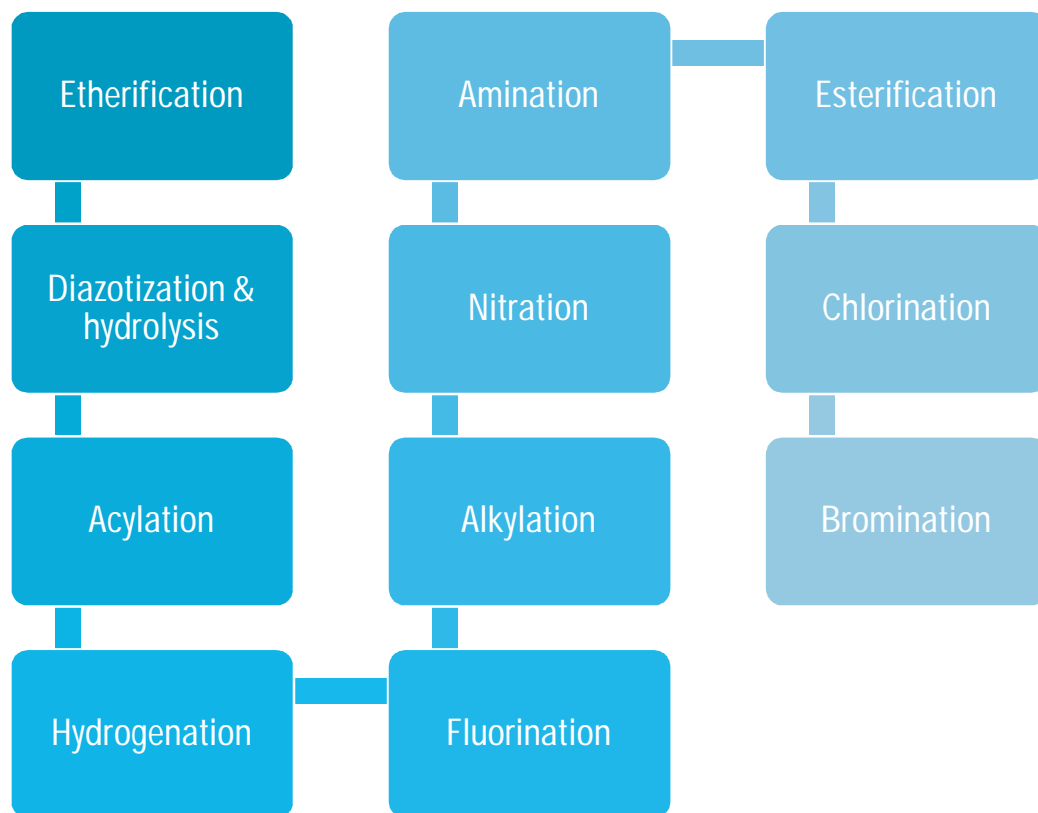 Etherification
Diazotization &
hydrolysis
Acylation
Hydrogenation
Fluorination
Alkylation
Nitration
Amination
Esterification
Chlorination
Bromination